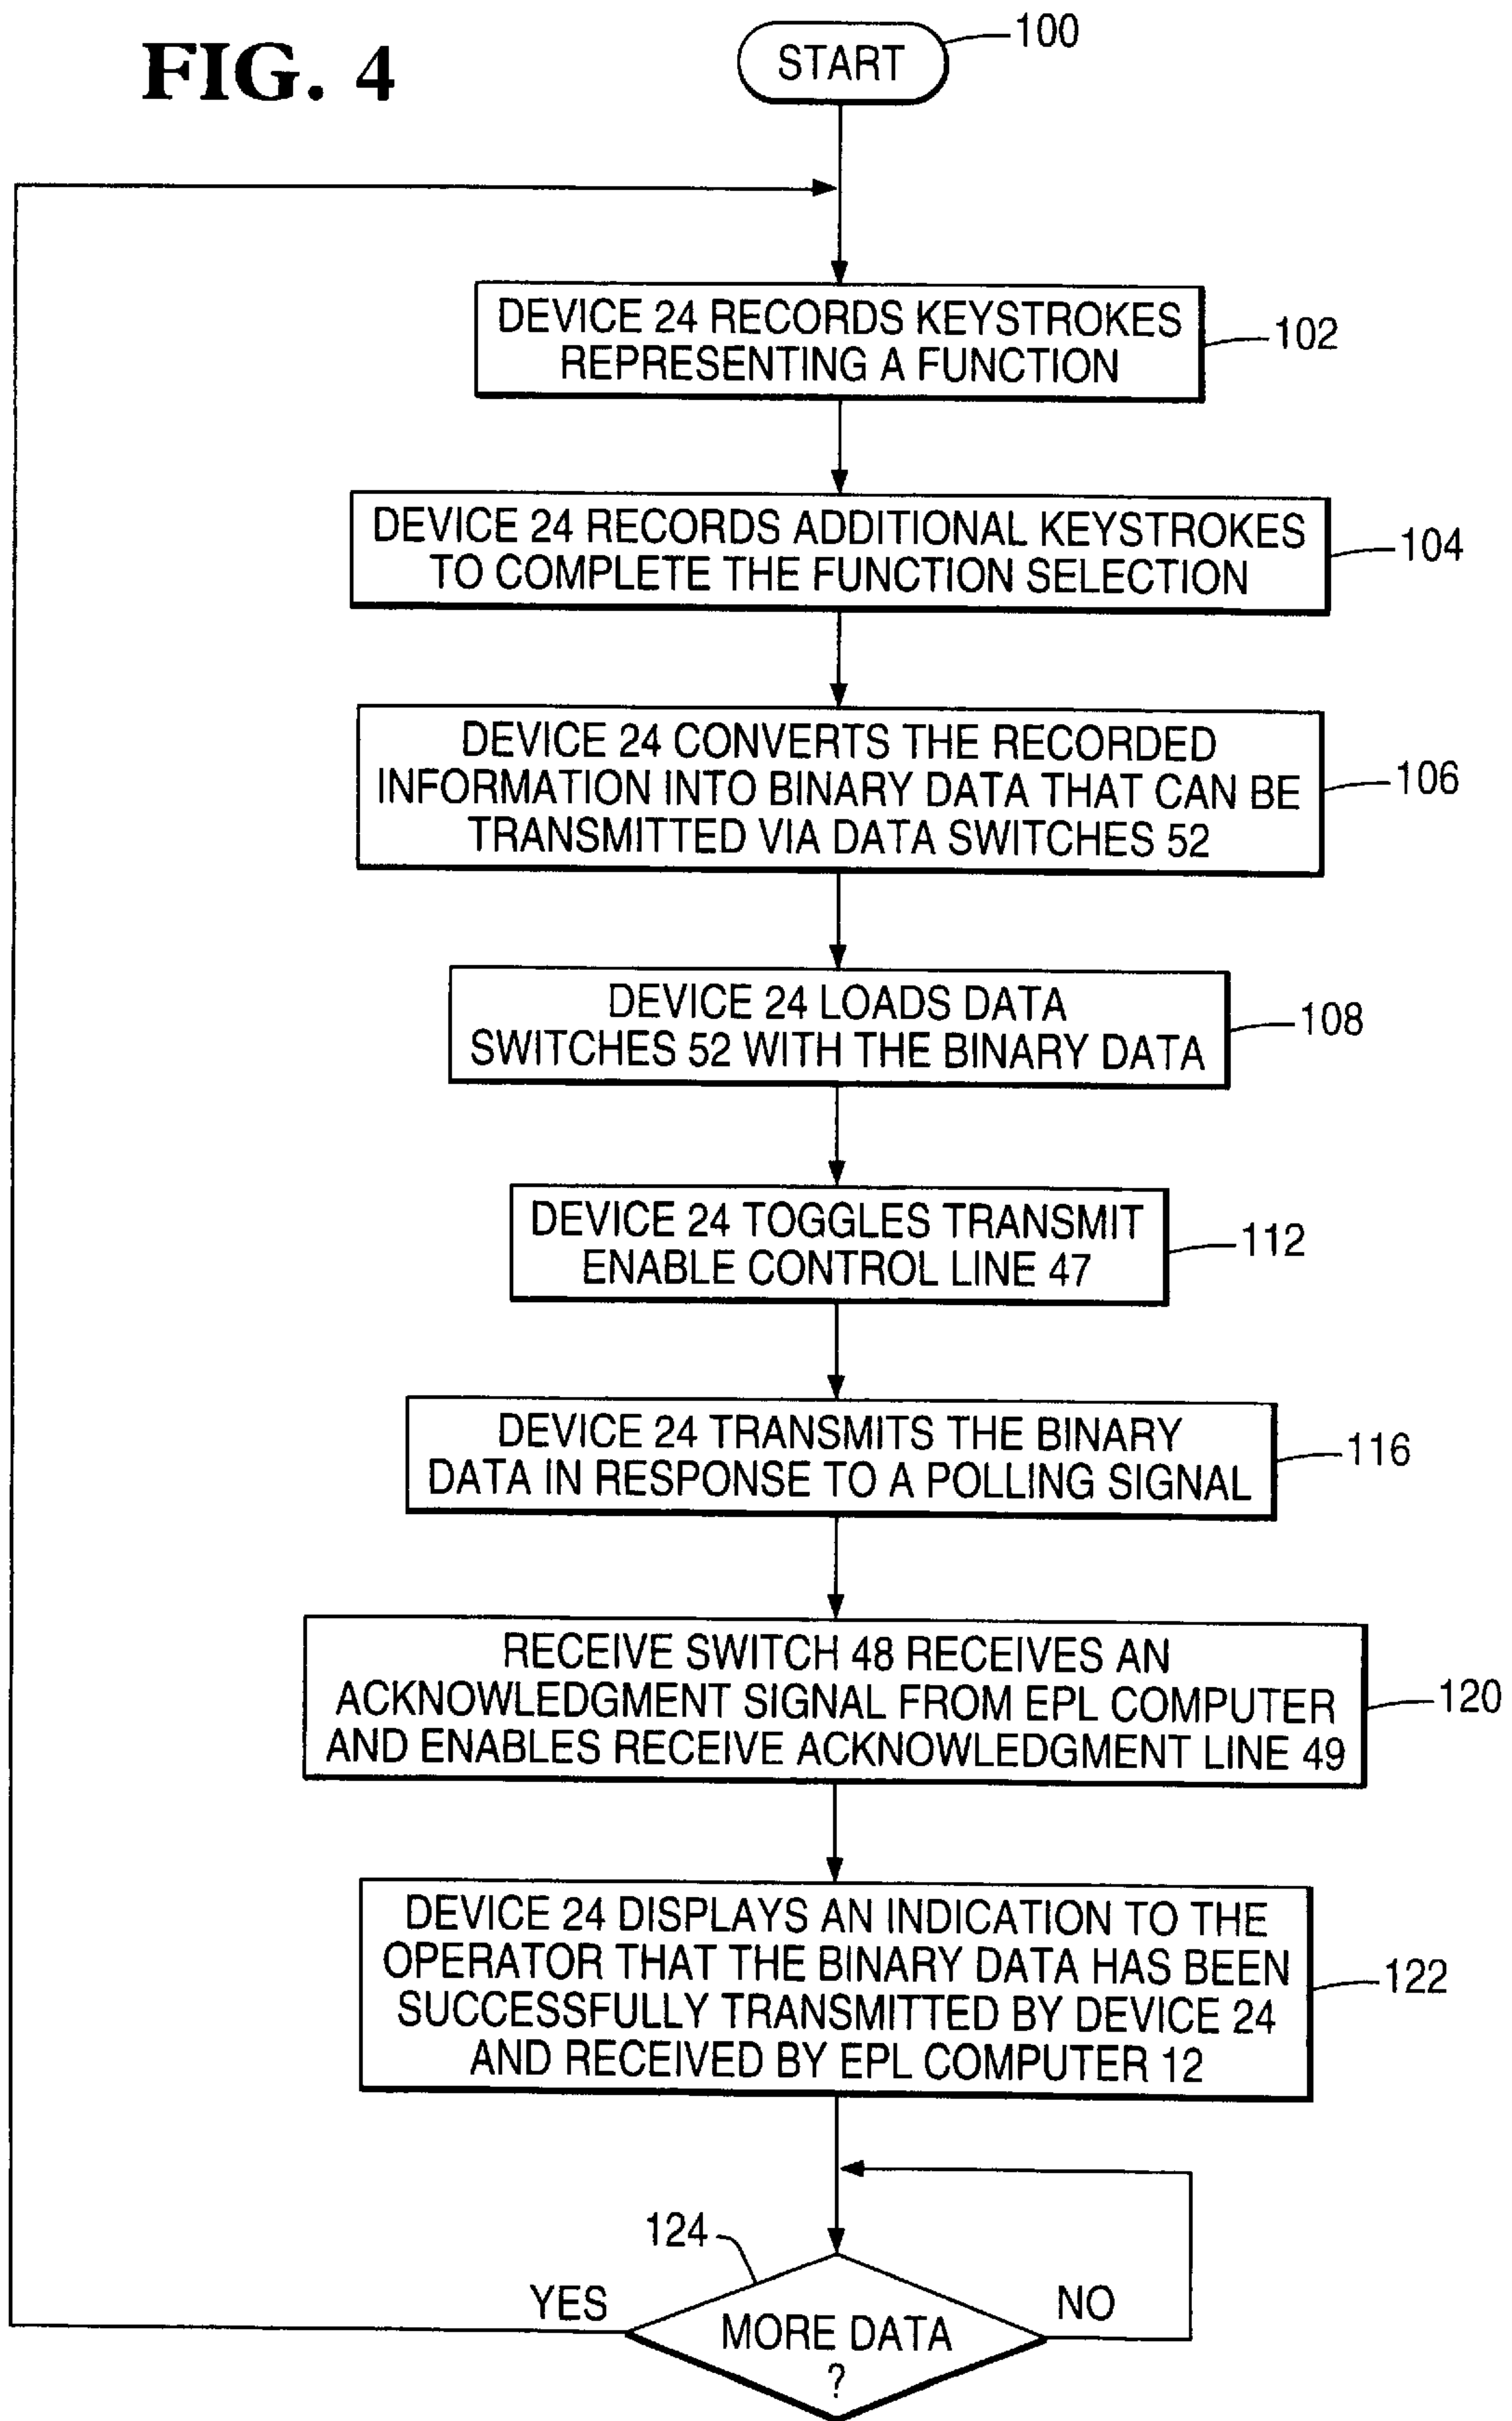 FIG. 4
START
100
DEVICE 24 RECORDS KEYSTROKES
REPRESENTING A FUNCTION
102
DEVICE 24 RECORDS ADDITIONAL KEYSTROKES
TO COMPLETE THE FUNCTION SELECTION
104
DEVICE 24 CONVERTS THE RECORDED
INFORMATION INTO BINARY DATA THAT CAN BE
TRANSMITTED VIA DATA SWITCHES 52
106
DEVICE 24 LOADS DATA
SWITCHES 52 WITH THE BINARY DATA
108
DEVICE 24 TOGGLES TRANSMIT
ENABLE CONTROL LINE 47
112
DEVICE 24 TRANSMITS THE BINARY
DATA IN RESPONSE TO A POLLING SIGNAL
116
RECEIVE SWITCH 48 RECEIVES AN
ACKNOWLEDGMENT SIGNAL FROM EPL COMPUTER
AND ENABLES RECEIVE ACKNOWLEDGMENT LINE 49
120
DEVICE 24 DISPLAYS AN INDICATION TO THE
OPERATOR THAT THE BINARY DATA HAS BEEN
SUCCESSFULLY TRANSMITTED BY DEVICE 24
AND RECEIVED BY EPL COMPUTER 12
122
124
YES
NO
MORE DATA
?